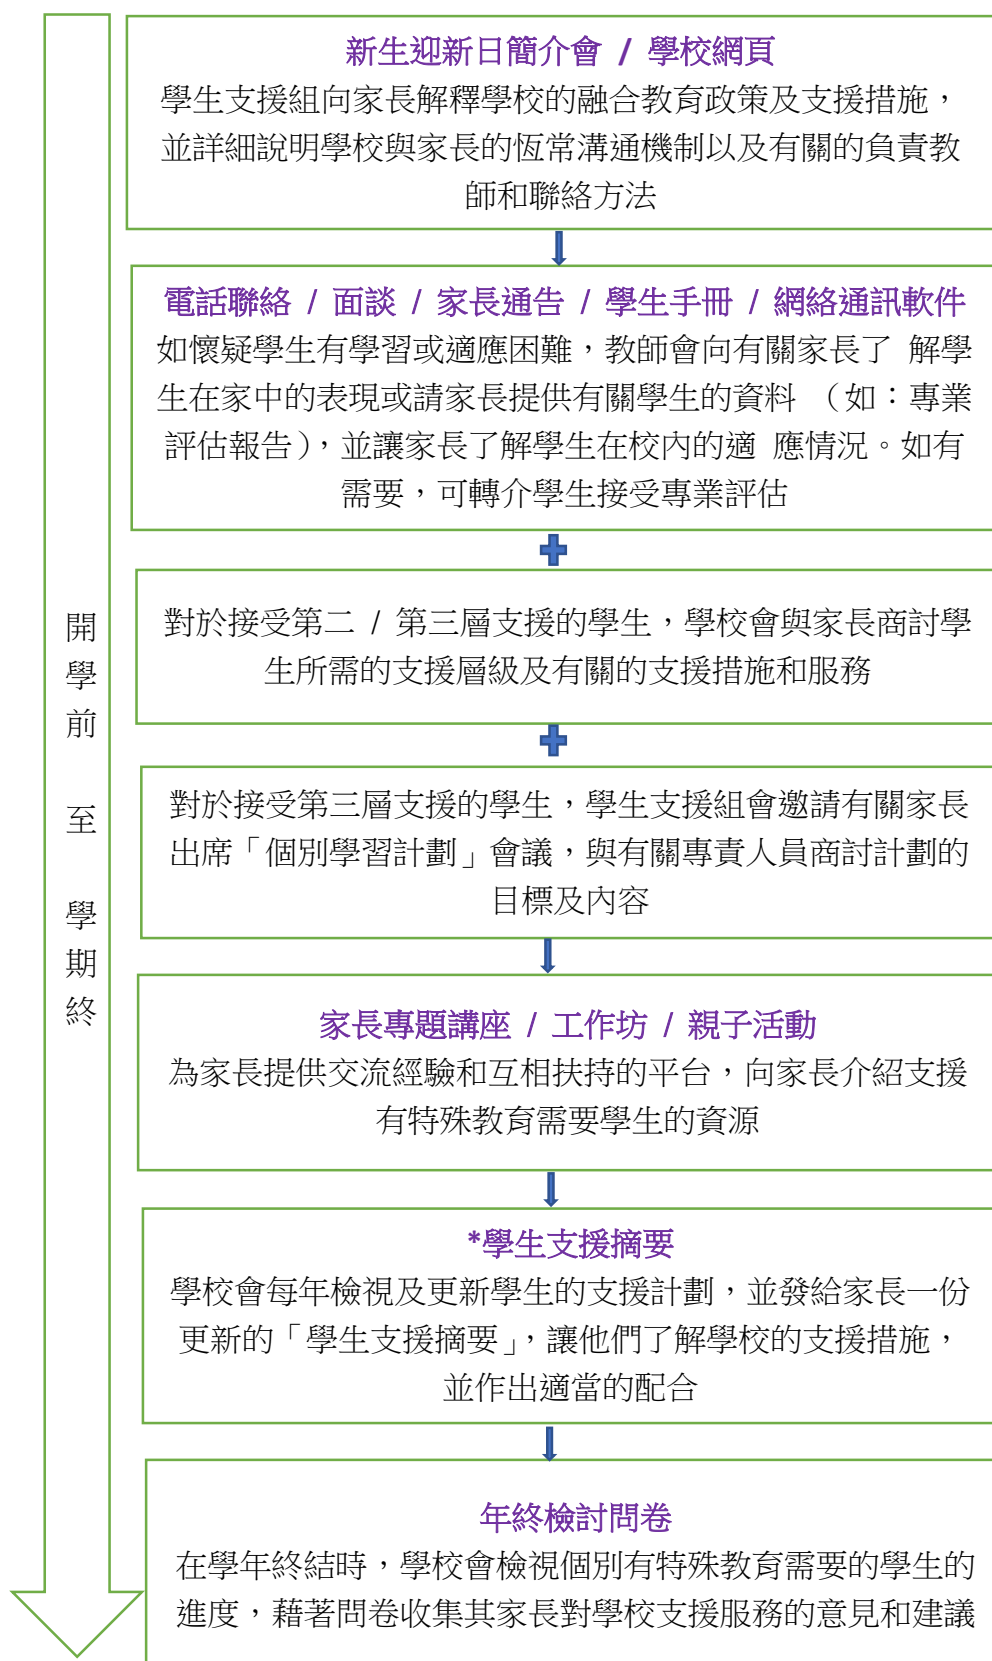 新生迎新日簡介會 / 學校網頁
學生支援組向家長解釋學校的融合教育政策及支援措施，
並詳細說明學校與家長的恆常溝通機制以及有關的負責教
師和聯絡方法
電話聯絡 / 面談 / 家長通告 / 學生手冊 / 網絡通訊軟件
如懷疑學生有學習或適應困難，教師會向有關家長了 解學
生在家中的表現或請家長提供有關學生的資料 （如：專業
評估報告），並讓家長了解學生在校內的適 應情況。如有
需要，可轉介學生接受專業評估
對於接受第二 / 第三層支援的學生，學校會與家長商討學
生所需的支援層級及有關的支援措施和服務
對於接受第三層支援的學生，學生支援組會邀請有關家長
出席「個別學習計劃」會議，與有關專責人員商討計劃的
目標及內容
家長專題講座 / 工作坊 / 親子活動
為家長提供交流經驗和互相扶持的平台，向家長介紹支援
有特殊教育需要學生的資源
*學生支援摘要
學校會每年檢視及更新學生的支援計劃，並發給家長一份
更新的「學生支援摘要」，讓他們了解學校的支援措施，
並作出適當的配合
年終檢討問卷
在學年終結時，學校會檢視個別有特殊教育需要的學生的
進度，藉著問卷收集其家長對學校支援服務的意見和建議
開學前 至 學期終